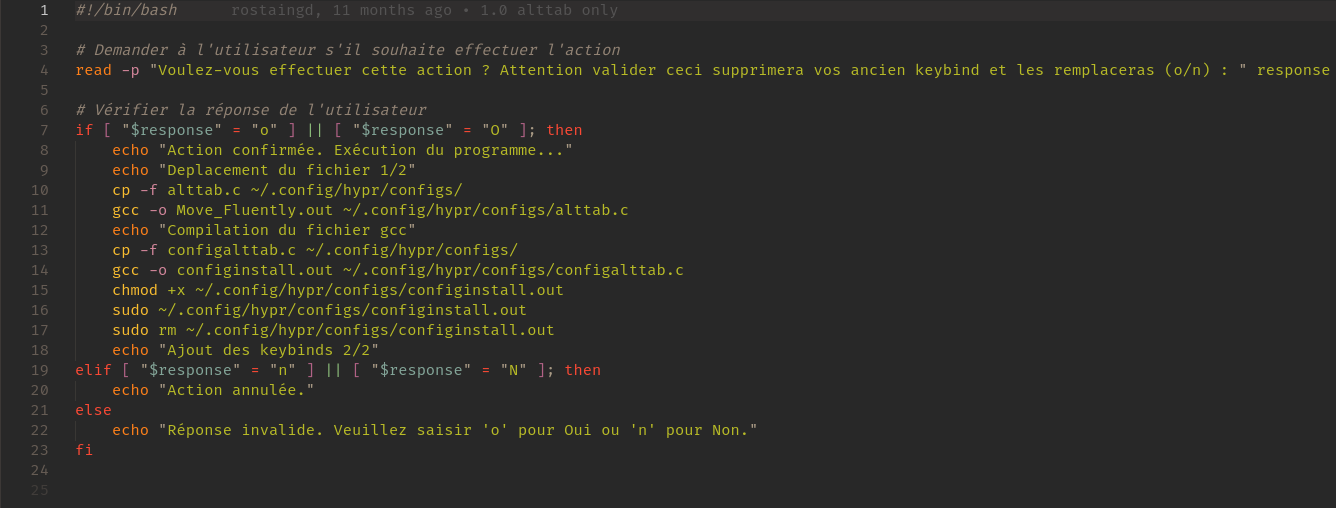 1 #!/bin/bash rostaingd, 11 months ago • 1.0 alttab only
2
3 # Demander à l'utilisateur s'il souhaite effectuer l'action
4 read -p "Voulez-vous effectuer cette action ? Attention valider ceci supprimera vos ancien keybind et les remplaceras (o/n) : " response
5
6 # Vérifier la réponse de l'utilisateur
7 if [ "$response" = "o" ] || [ "$response" = "O" ]; then
8     echo "Action confirmée. Exécution du programme..."
9     echo "Deplacement du fichier 1/2"
10     cp -f alttab.c ~/.config/hypr/configs/
11     gcc -o Move_Fluently.out ~/.config/hypr/configs/alttab.c
12     echo "Compilation du fichier gcc"
13     cp -f configalttab.c ~/.config/hypr/configs/
14     gcc -o configinstall.out ~/.config/hypr/configs/configalttab.c
15     chmod +x ~/.config/hypr/configs/configinstall.out
16     sudo ~/.config/hypr/configs/configinstall.out
17     sudo rm ~/.config/hypr/configs/configinstall.out
18     echo "Ajout des keybinds 2/2"
19 elif [ "$response" = "n" ] || [ "$response" = "N" ]; then
20     echo "Action annulée."
21 else
22     echo "Réponse invalide. Veuillez saisir 'o' pour Oui ou 'n' pour Non."
23 fi
24
25